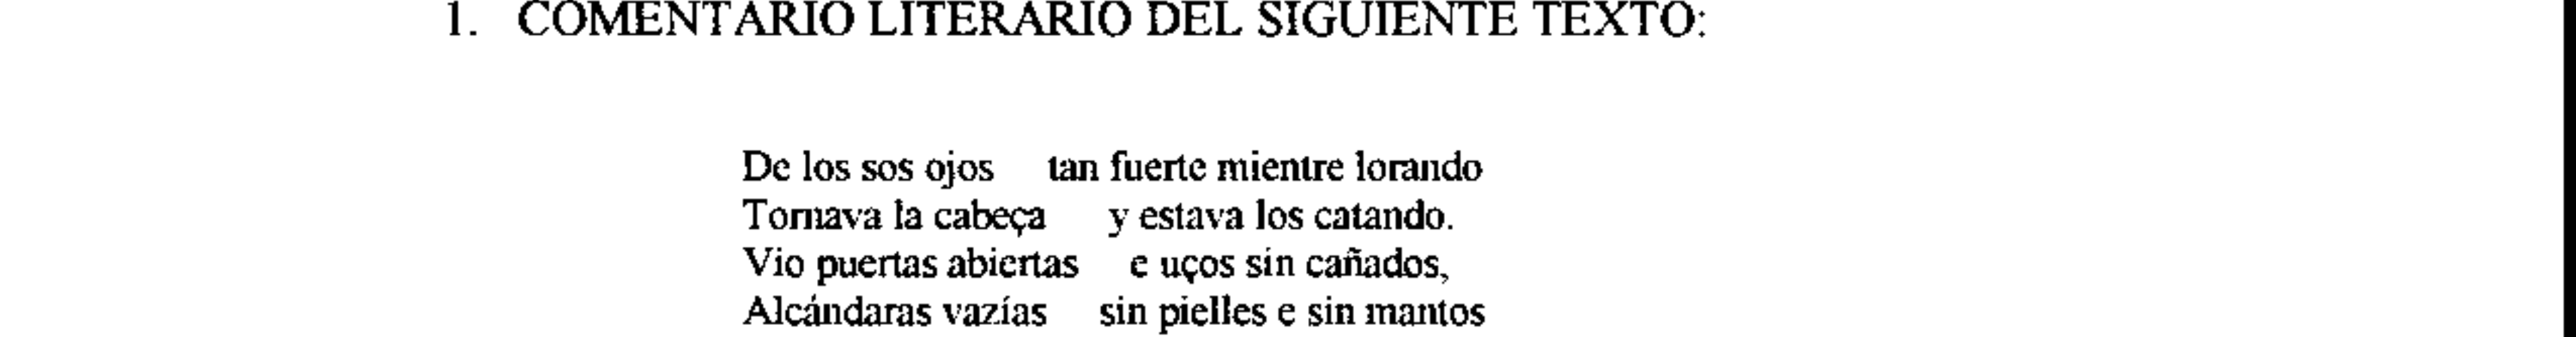 1. COMENTARIO LITERARIO DEL SIGUIENTE TEXTO:
De los sos ojos tan fuerte mientre lorando
Tornava la cabeça y estava los catando.
Vio puertas abiertas e uços sin cañados,
Alcándaras vazías sin pielles e sin mantos